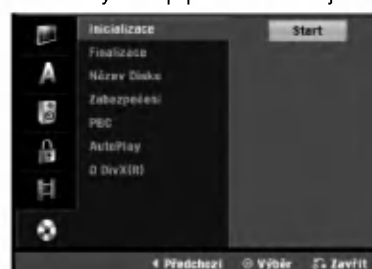 Inicializace Start
Finalizace
Název Disku
Zabezpečení
PBC
AutoPlay
O DivX(R)
Předchozí Výběr Zavřít